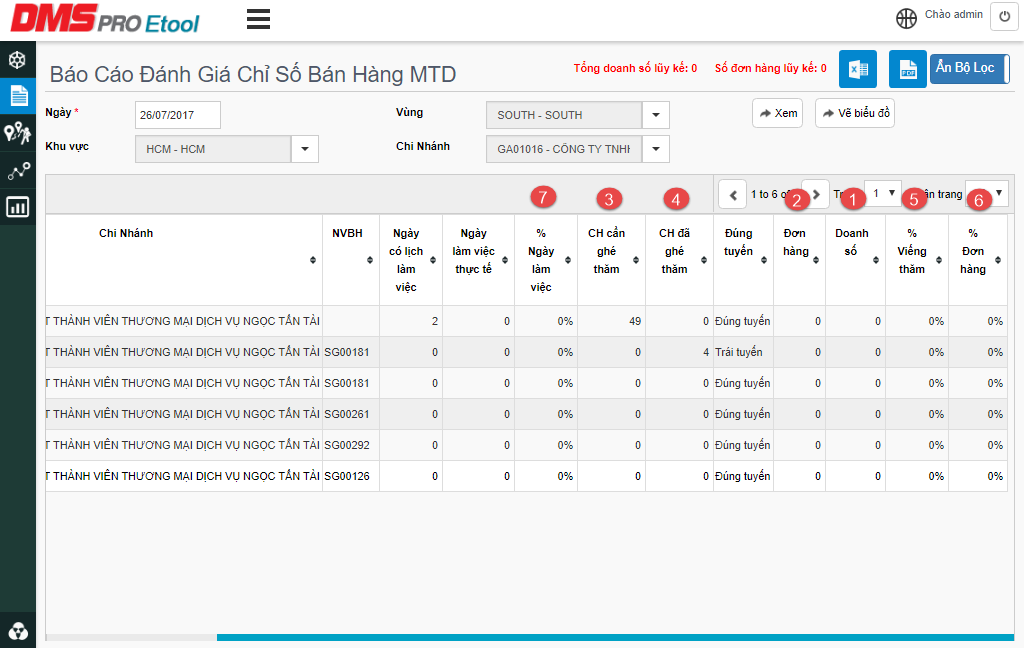 DMSPRO Etool
Chào admin
Báo Cáo Đánh Giá Chỉ Số Bán Hàng MTD
Tổng doanh số lũy kế: 0 Số đơn hàng lũy kế: 0
PDF
Ẩn Bộ Lọc
Ngày * 26/07/2017 Vùng SOUTH - SOUTH Xem Vẽ biểu đồ
Khu vực HCM - HCM Chi Nhánh GA01016 - CÔNG TY TNHH
7 3 4 1 to 6 of 2 1 1 5 ân trang 6
Chi Nhánh NVBH Ngày có lịch làm việc Ngày làm việc thực tế % Ngày làm việc CH cần ghé thăm CH đã ghé thăm Đúng tuyến Đơn hàng Doanh số % Viếng thăm % Đơn hàng
T THÀNH VIÊN THƯƠNG MẠI DỊCH VỤ NGỌC TẤN TÀI 2 0 0% 49 0 Đúng tuyến 0 0 0% 0%
T THÀNH VIÊN THƯƠNG MẠI DỊCH VỤ NGỌC TẤN TÀI SG00181 0 0 0% 0 4 Trái tuyến 0 0 0% 0%
T THÀNH VIÊN THƯƠNG MẠI DỊCH VỤ NGỌC TẤN TÀI SG00181 0 0 0% 0 0 Đúng tuyến 0 0 0% 0%
T THÀNH VIÊN THƯƠNG MẠI DỊCH VỤ NGỌC TẤN TÀI SG00261 0 0 0% 0 0 Đúng tuyến 0 0 0% 0%
T THÀNH VIÊN THƯƠNG MẠI DỊCH VỤ NGỌC TẤN TÀI SG00292 0 0 0% 0 0 Đúng tuyến 0 0 0% 0%
T THÀNH VIÊN THƯƠNG MẠI DỊCH VỤ NGỌC TẤN TÀI SG00126 0 0 0% 0 0 Đúng tuyến 0 0 0% 0%